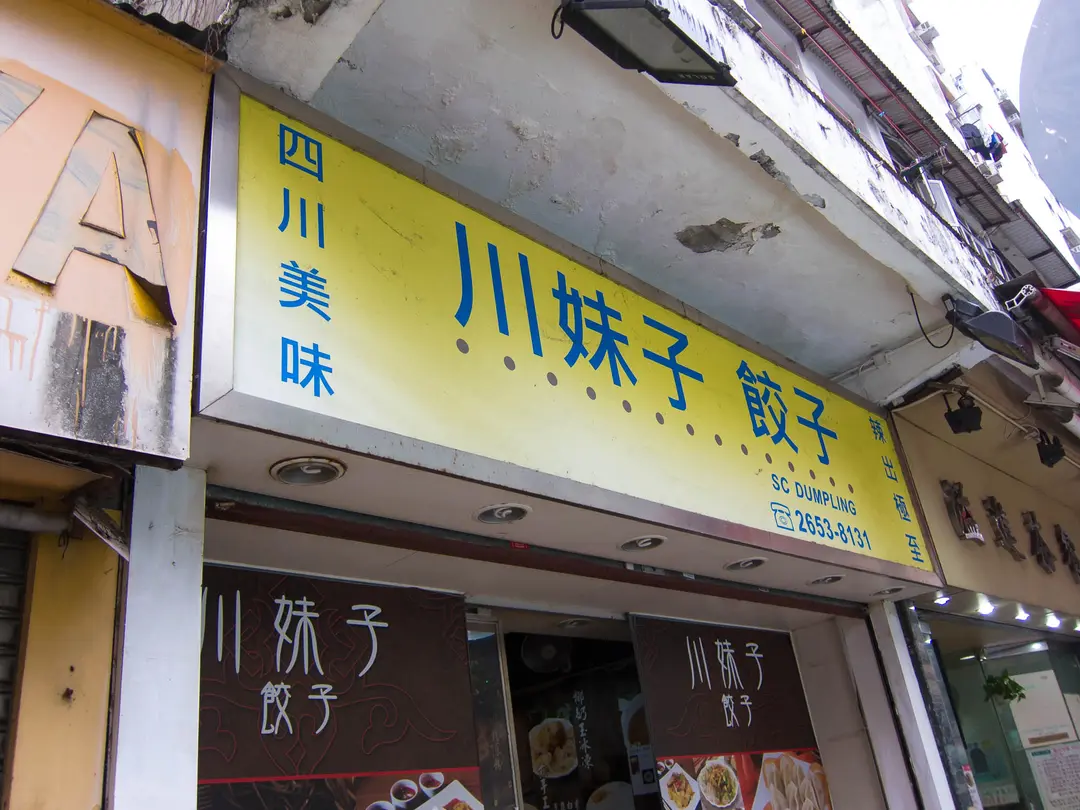 A
四川美味
川妹子 餃子
辣出極至
SC DUMPLING
☏2653-8131
川妹子
餃子
川妹子
餃子